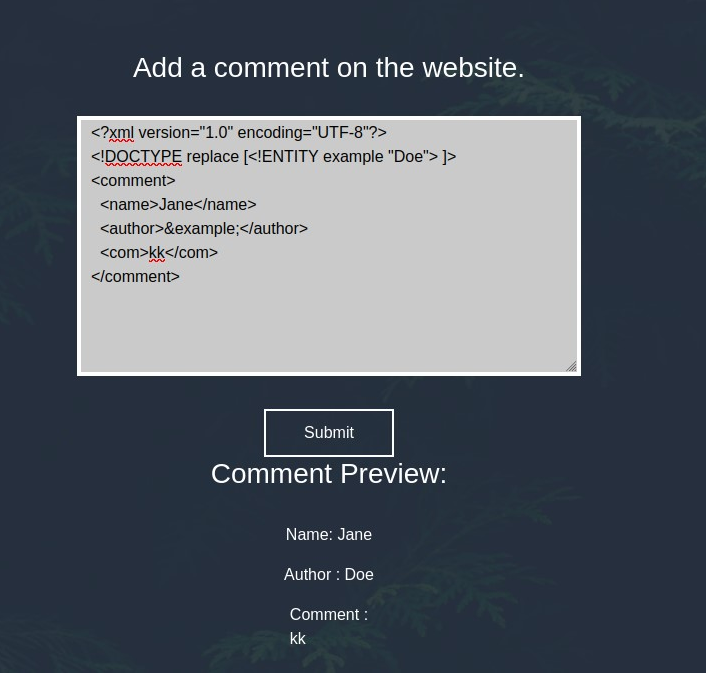 Add a comment on the website.
<?xml version="1.0" encoding="UTF-8"?>
<!DOCTYPE replace [<!ENTITY example "Doe"> ]>
<comment>
  <name>Jane</name>
  <author>&example;</author>
  <com>kk</com>
</comment>
Submit
Comment Preview:
Name: Jane
Author : Doe
Comment :
kk